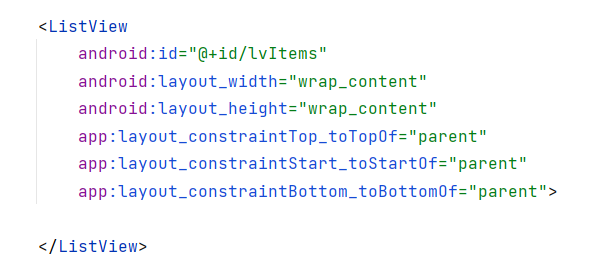 <ListView
android:id="@+id/lvItems"
android:layout_width="wrap_content"
android:layout_height="wrap_content"
app:layout_constraintTop_toTopOf="parent"
app:layout_constraintStart_toStartOf="parent"
app:layout_constraintBottom_toBottomOf="parent">
</ListView>